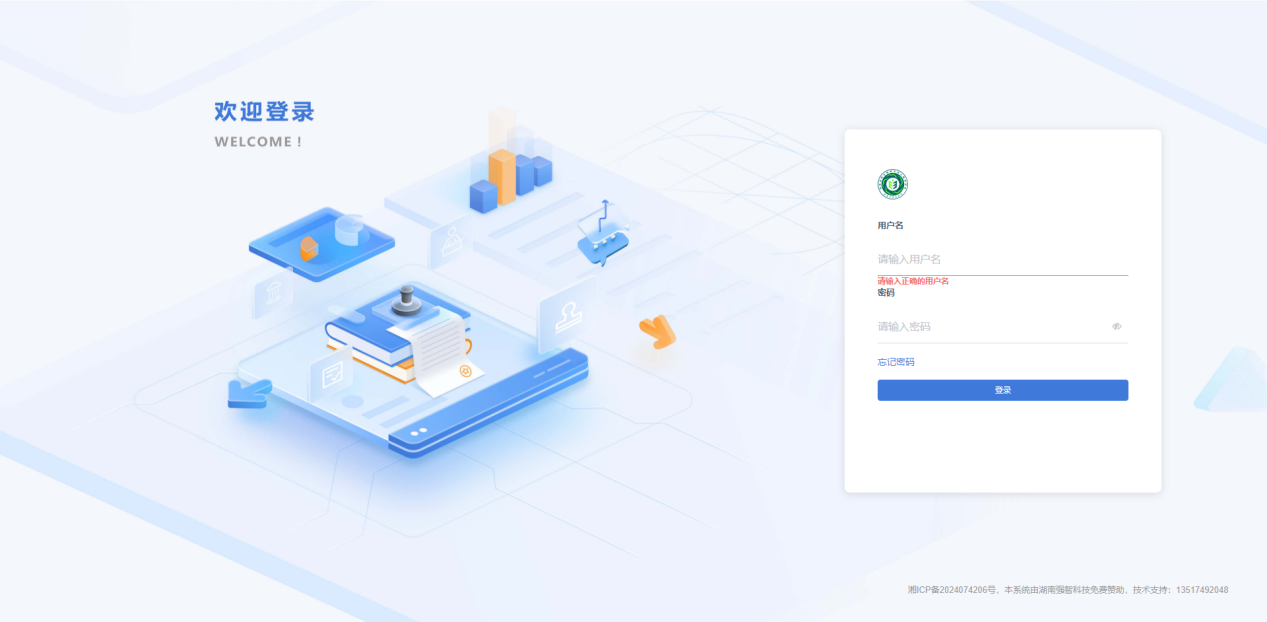 欢迎登录
WELCOME !
用户名
请输入用户名
请输入正确的用户名
密码
请输入密码
忘记密码
登录
湘ICP备2024074206号、本系统由湖南强智科技免费赞助、技术支持：13517492048